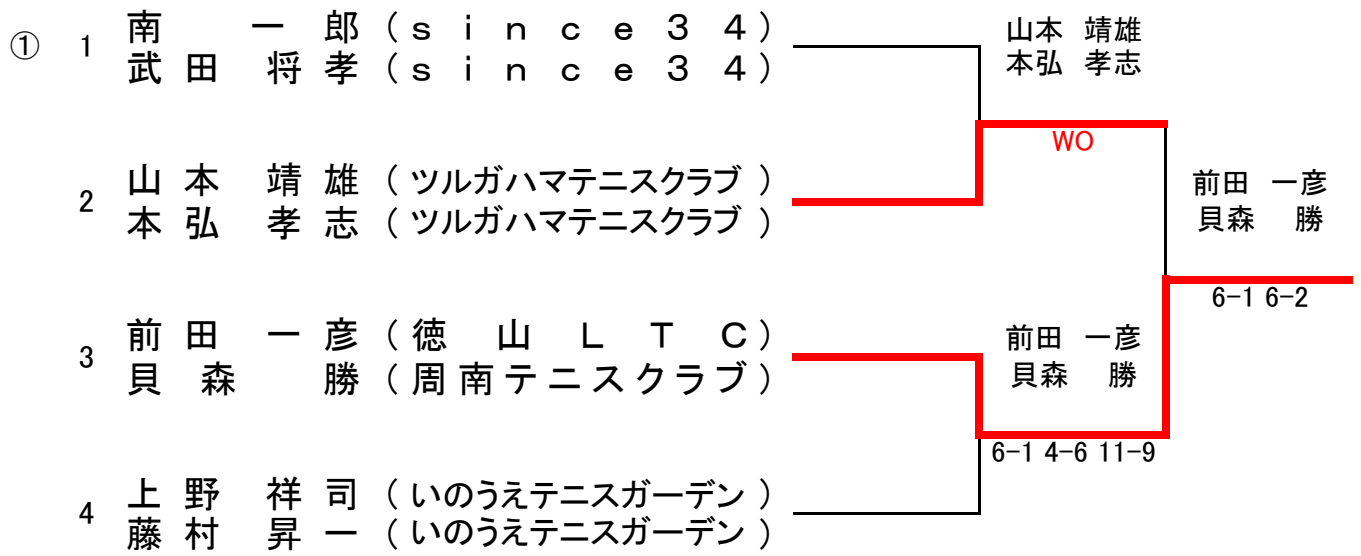 ① 1 南 一 郎 (ｓｉｎｃｅ３４)
武 田 将 孝 (ｓｉｎｃｅ３４)
山本 靖雄
本弘 孝志
WO
2 山 本 靖 雄 (ツルガハマテニスクラブ)
本 弘 孝 志 (ツルガハマテニスクラブ)
前田 一彦
貝森 勝
6-1 6-2
3 前 田 一 彦 (徳 山 Ｌ Ｔ Ｃ)
貝 森 勝 (周南テニスクラブ)
前田 一彦
貝森 勝
6-1 4-6 11-9
4 上 野 祥 司 (いのうえテニスガーデン)
藤 村 昇 一 (いのうえテニスガーデン)